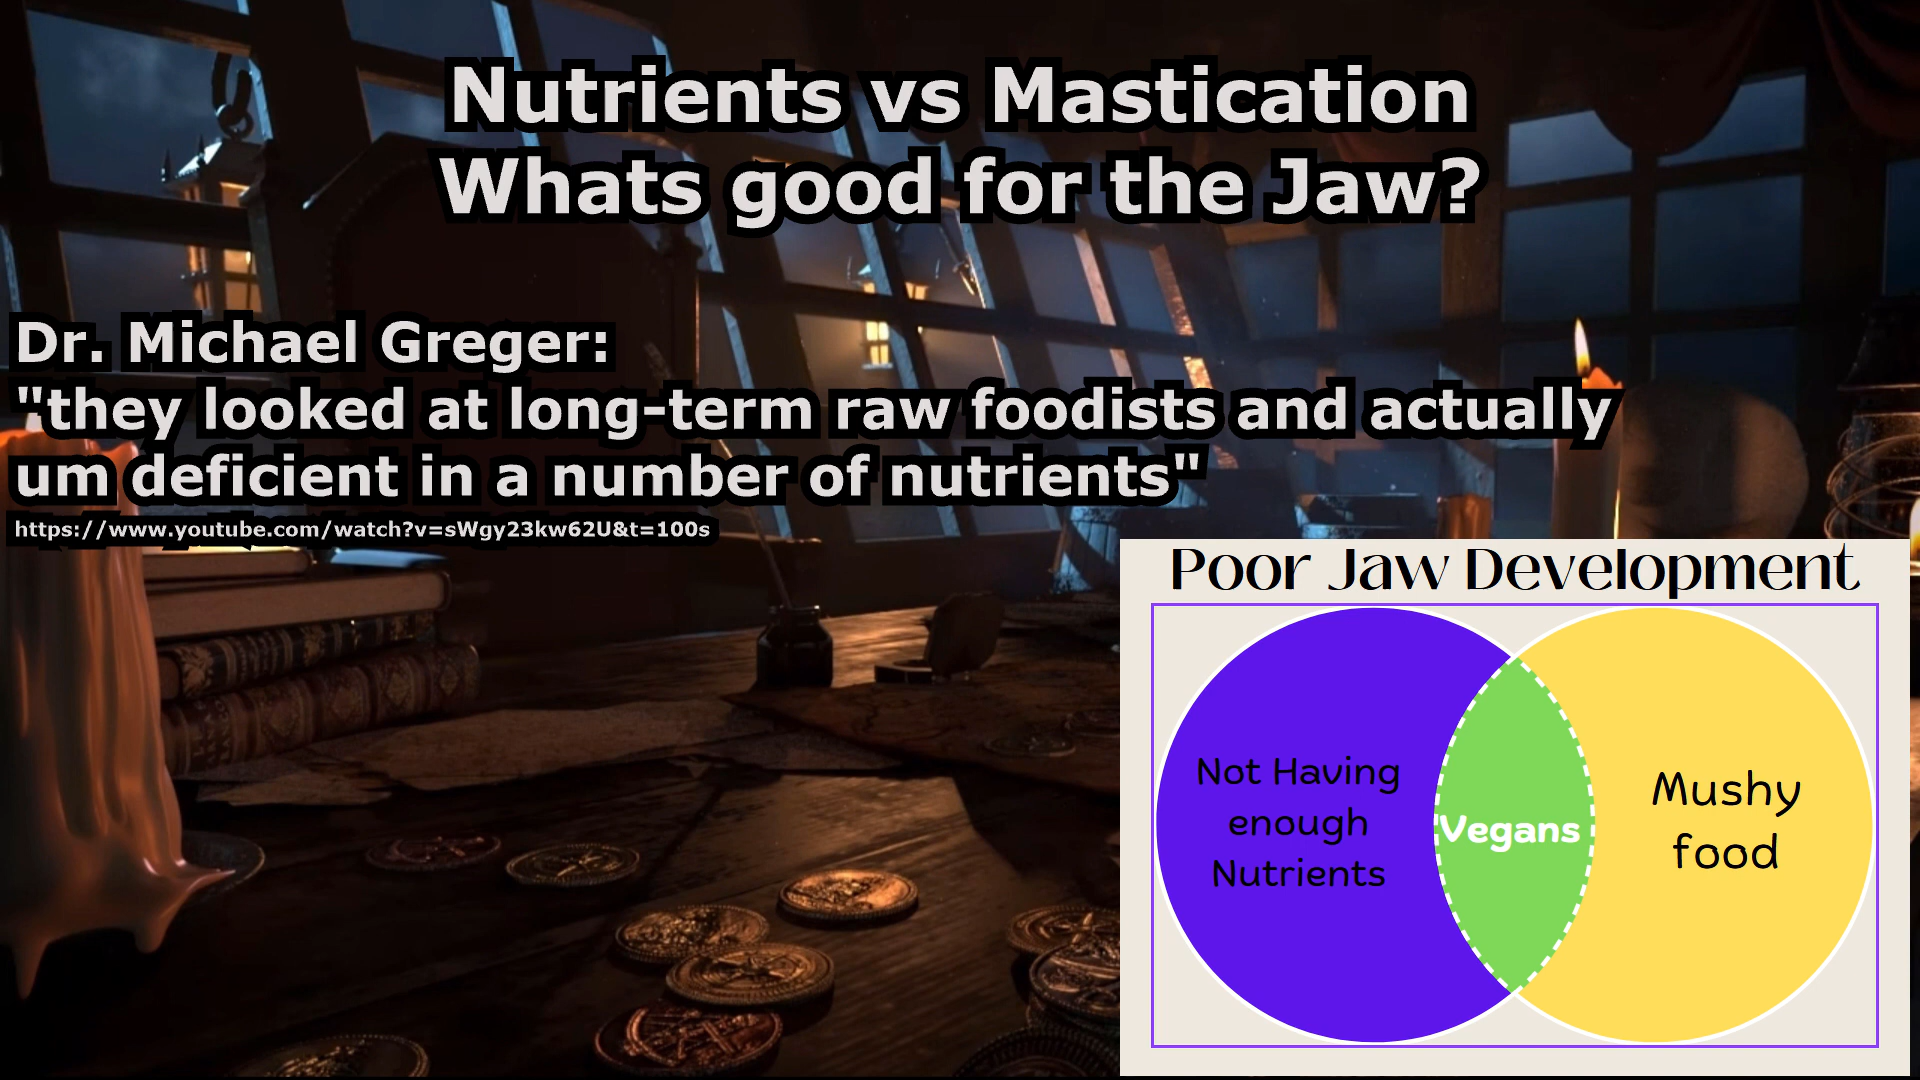 Nutrients vs Mastication
Whats good for the Jaw?
Dr. Michael Greger:
"they looked at long-term raw foodists and actually
um deficient in a number of nutrients"
https://www.youtube.com/watch?v=sWgy23kw62U&t=100s
Poor Jaw Development
Not Having
enough
Nutrients
Vegans
Mushy
food